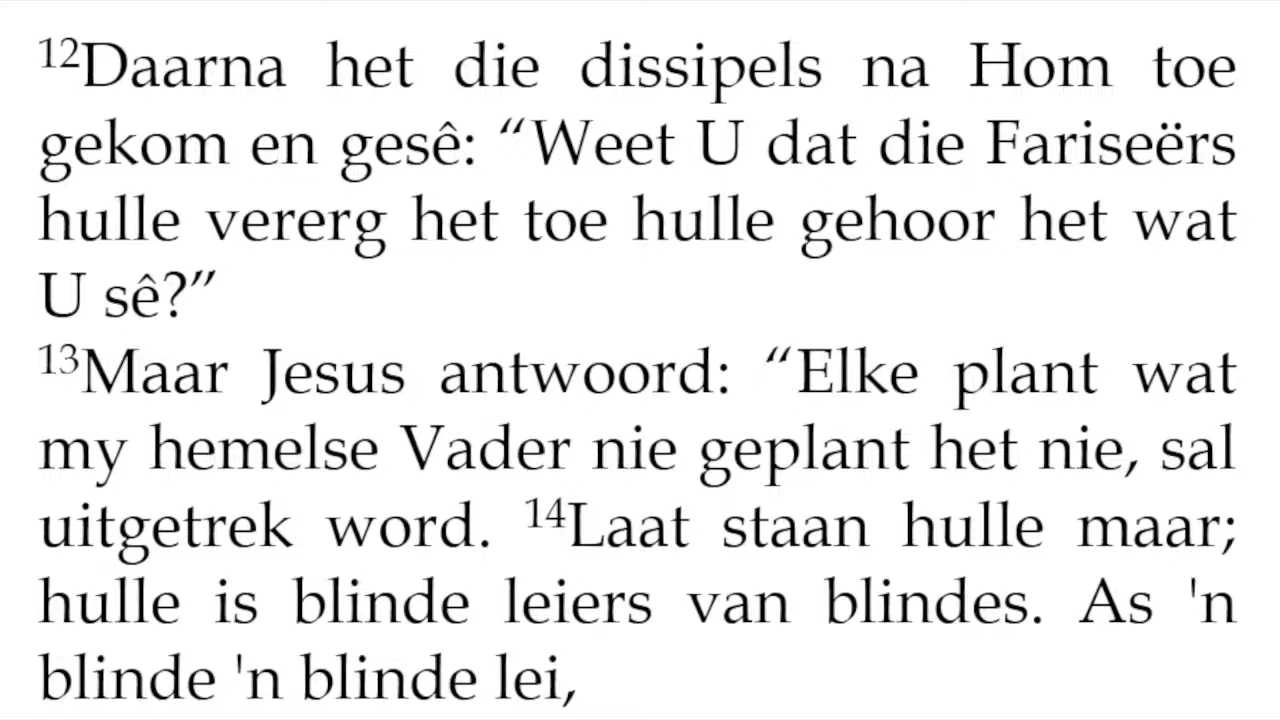 ¹²Daarna het die dissipels na Hom toe
gekom en gesê: “Weet U dat die Fariseërs
hulle vererg het toe hulle gehoor het wat
U sê?”
¹³Maar Jesus antwoord: “Elke plant wat
my hemelse Vader nie geplant het nie, sal
uitgetrek word. ¹⁴Laat staan hulle maar;
hulle is blinde leiers van blindes. As 'n
blinde 'n blinde lei,